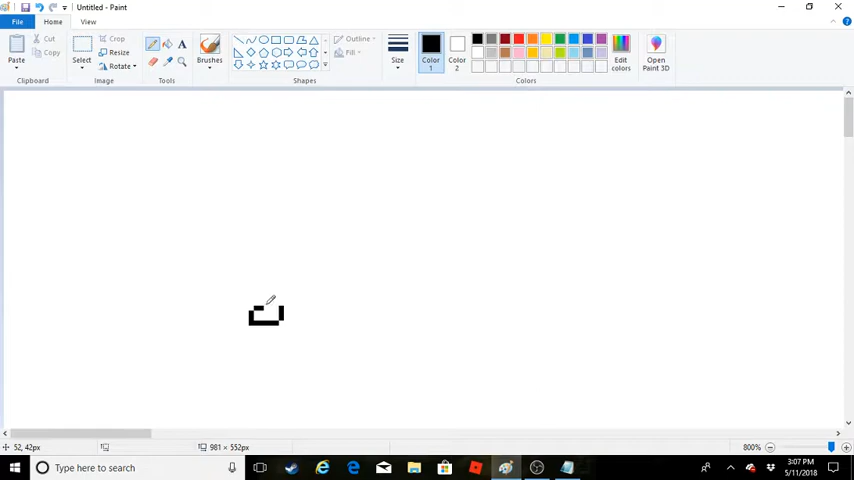 Untitled - Paint
File Home View
Paste
Cut
Copy
Clipboard
Select
Crop
Resize
Rotate
Image
A
Tools
Brushes
Outline
Fill
Shapes
Size
Color 1
Color 2
Edit colors
Colors
Open Paint 3D
52, 42px
981 × 552px
800%
Type here to search
3:07 PM
5/11/2018